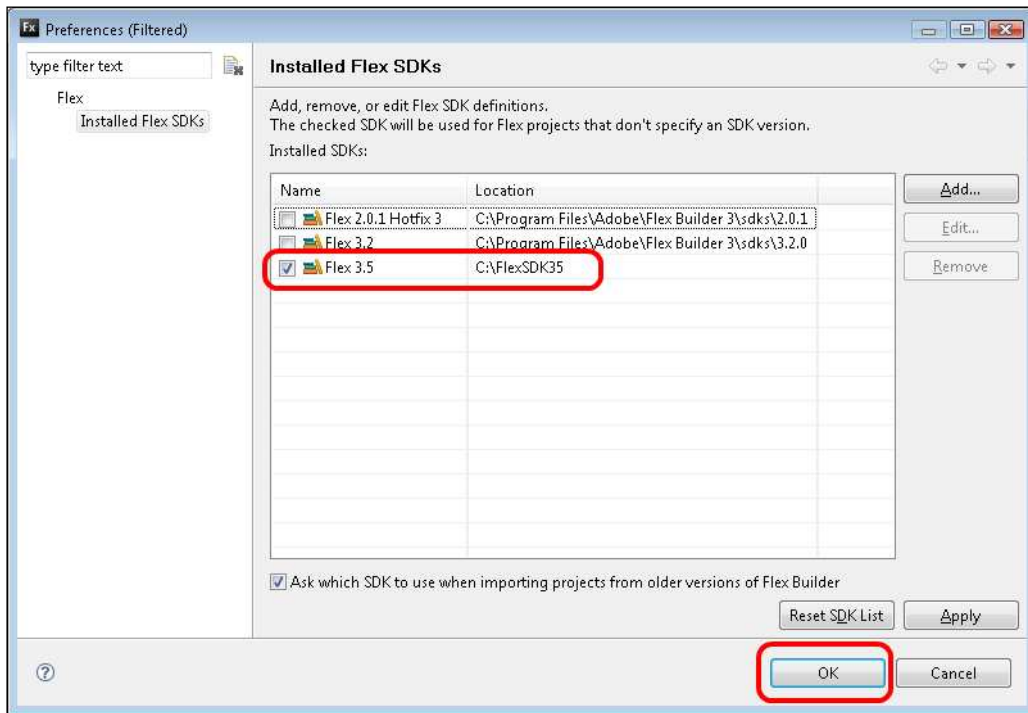 Fx Preferences (Filtered)
type filter text
Flex
Installed Flex SDKs
Installed Flex SDKs
Add, remove, or edit Flex SDK definitions.
The checked SDK will be used for Flex projects that don't specify an SDK version.
Installed SDKs:
Name Location
Flex 2.0.1 Hotfix 3 C:\Program Files\Adobe\Flex Builder 3\sdks\2.0.1
Flex 3.2 C:\Program Files\Adobe\Flex Builder 3\sdks\3.2.0
Flex 3.5 C:\FlexSDK35
Add...
Edit...
Remove
Ask which SDK to use when importing projects from older versions of Flex Builder
Reset SDK List Apply
OK Cancel